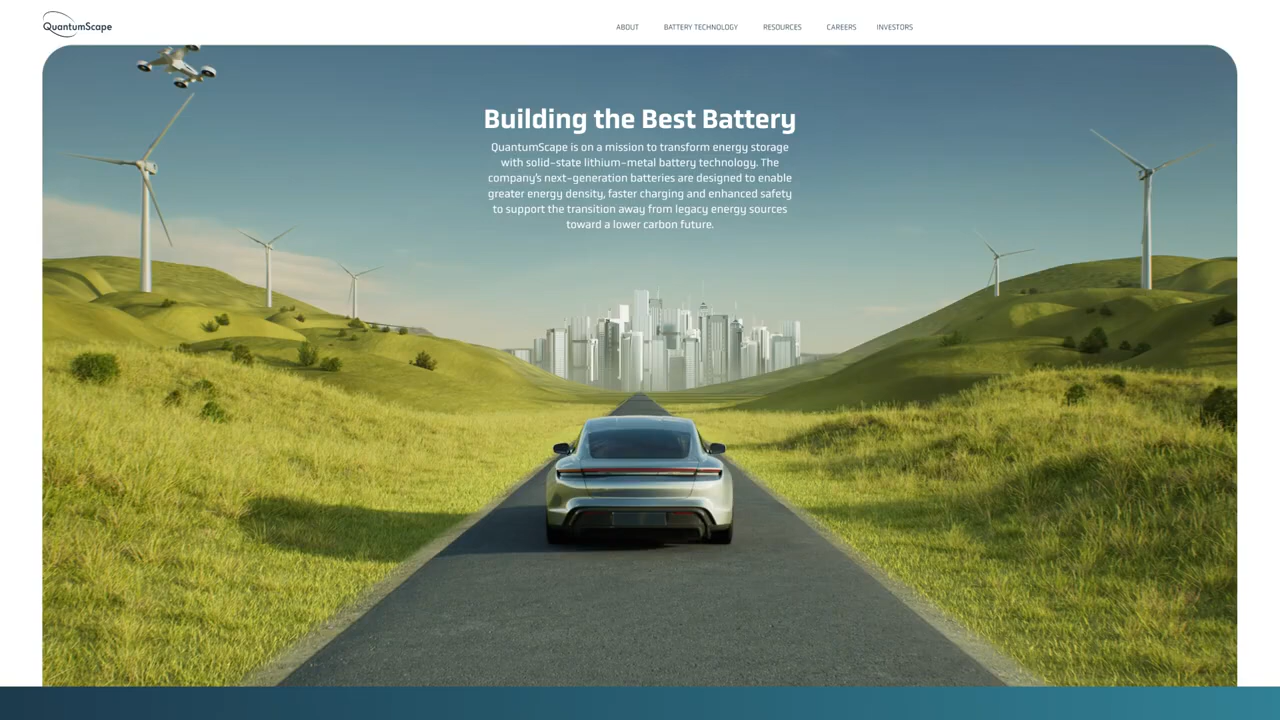 QuantumScape
ABOUT
BATTERY TECHNOLOGY
RESOURCES
CAREERS
INVESTORS
Building the Best Battery
QuantumScape is on a mission to transform energy storage
with solid-state lithium-metal battery technology. The
company's next-generation batteries are designed to enable
greater energy density, faster charging and enhanced safety
to support the transition away from legacy energy sources
toward a lower carbon future.